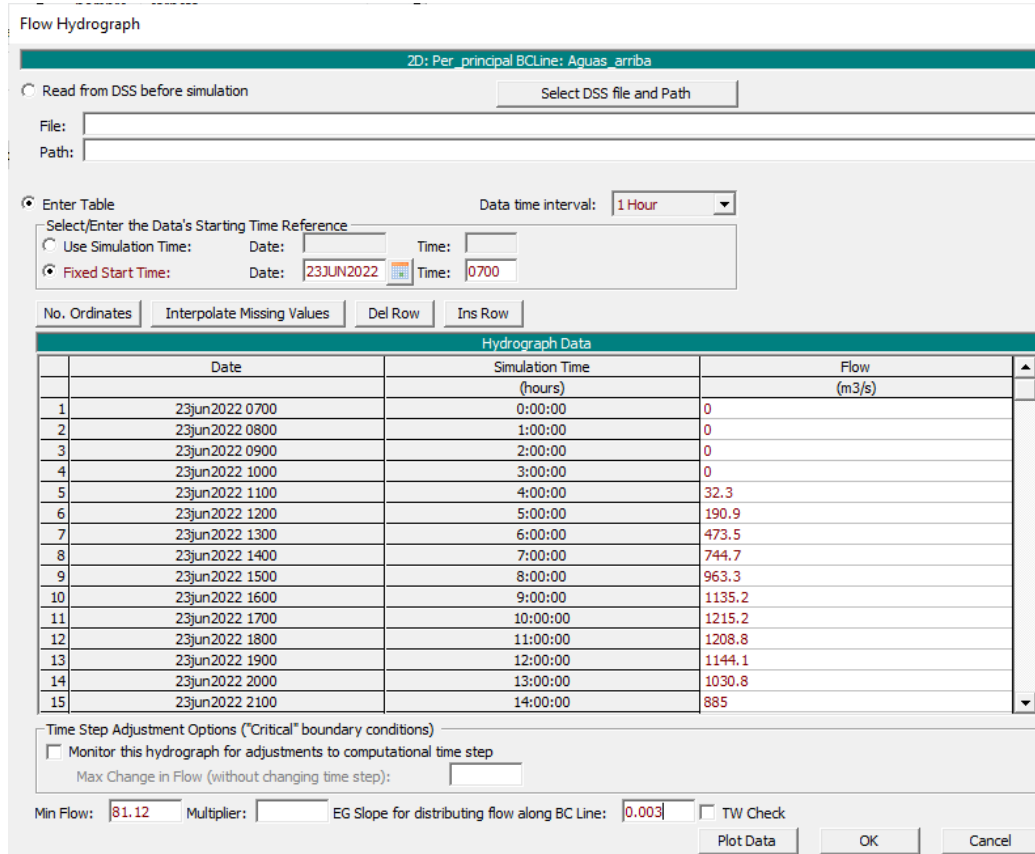 Flow Hydrograph
2D: Per_principal BCLine: Aguas_arriba
Read from DSS before simulation Select DSS file and Path
File:
Path:
Enter Table Data time interval: 1 Hour
Select/Enter the Data's Starting Time Reference
Use Simulation Time: Date: Time:
Fixed Start Time: Date: 23JUN2022 Time: 0700
No. Ordinates Interpolate Missing Values Del Row Ins Row
Hydrograph Data
Date Simulation Time Flow
(hours) (m3/s)
1 23jun2022 0700 0:00:00 0
2 23jun2022 0800 1:00:00 0
3 23jun2022 0900 2:00:00 0
4 23jun2022 1000 3:00:00 0
5 23jun2022 1100 4:00:00 32.3
6 23jun2022 1200 5:00:00 190.9
7 23jun2022 1300 6:00:00 473.5
8 23jun2022 1400 7:00:00 744.7
9 23jun2022 1500 8:00:00 963.3
10 23jun2022 1600 9:00:00 1135.2
11 23jun2022 1700 10:00:00 1215.2
12 23jun2022 1800 11:00:00 1208.8
13 23jun2022 1900 12:00:00 1144.1
14 23jun2022 2000 13:00:00 1030.8
15 23jun2022 2100 14:00:00 885
Time Step Adjustment Options ("Critical" boundary conditions)
Monitor this hydrograph for adjustments to computational time step
Max Change in Flow (without changing time step):
Min Flow: 81.12 Multiplier: EG Slope for distributing flow along BC Line: 0.003 TW Check
Plot Data OK Cancel